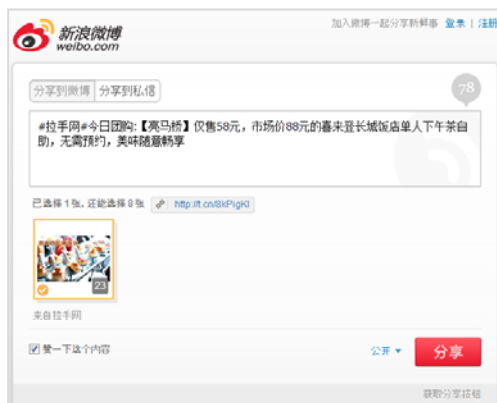 新浪微博
weibo.com
加入微博一起分享新鲜事 登录 | 注册
分享到微博 分享到私信
78
#拉手网#今日团购:【亮马桥】仅售58元，市场价88元的喜来登长城饭店单人下午茶自
助，无需预约，美味随意畅享
已选择1张，还能选择8张 http://t.cn/8kPigKl
23
来自拉手网
赞一下这个内容
公开
分享
获取分享按钮